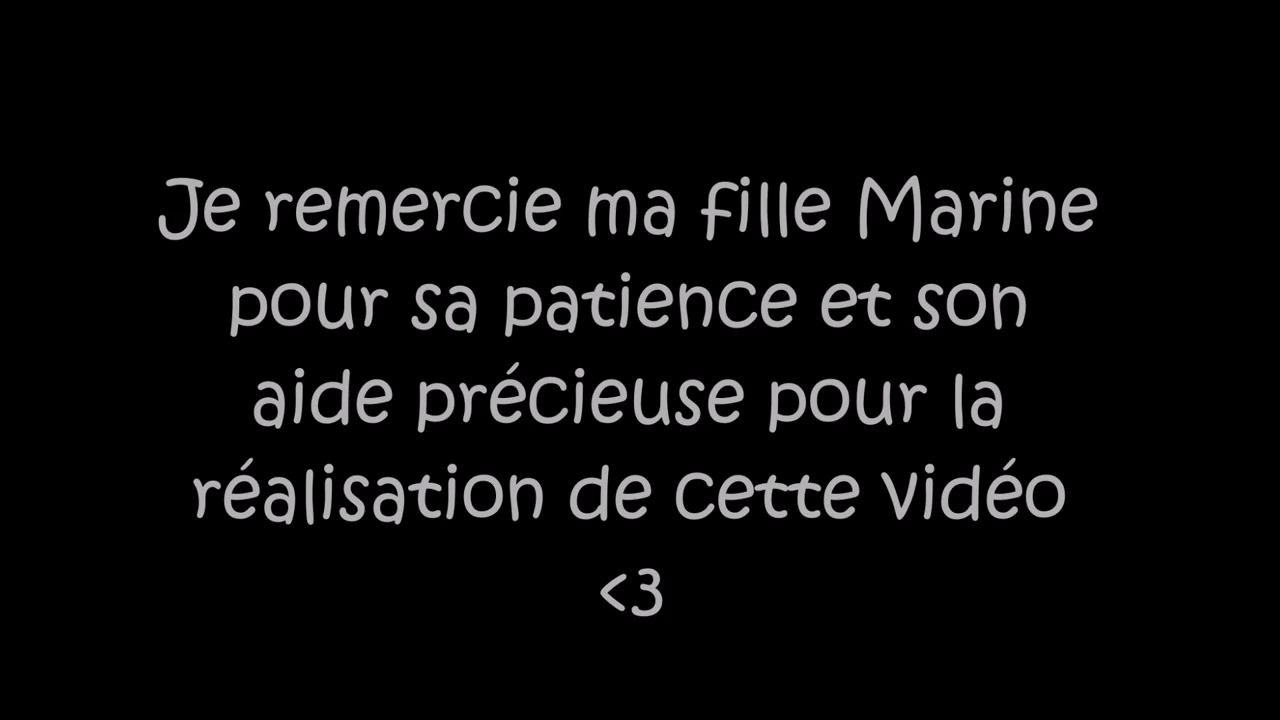 Je remercie ma fille Marine
pour sa patience et son
aide précieuse pour la
réalisation de cette vidéo
<3